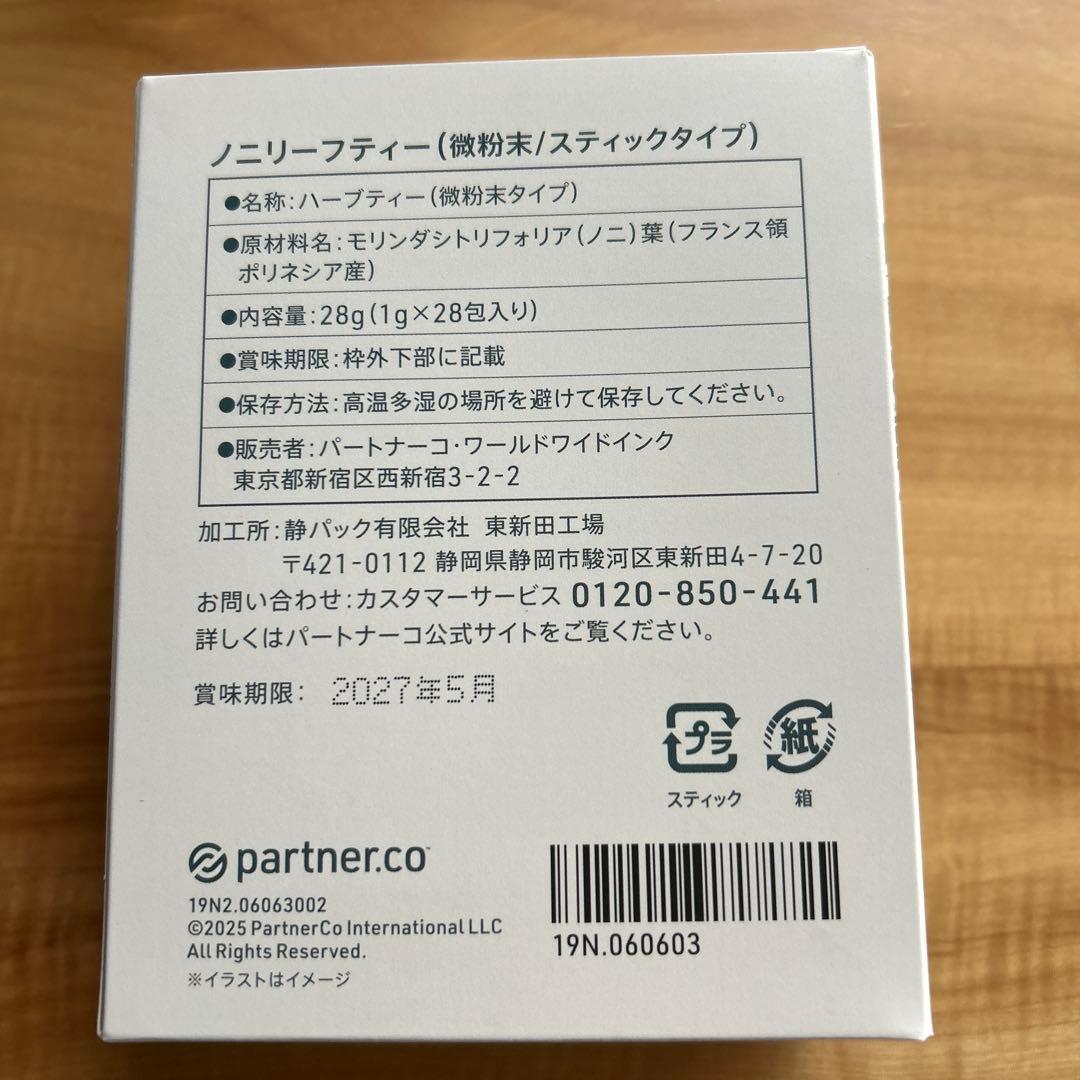 ノニリーフティー(微粉末/スティックタイプ)
●名称:ハーブティー(微粉末タイプ)
●原材料名:モリンダシトリフォリア(ノニ)葉(フランス領
ポリネシア産)
●内容量:28g(1g×28包入り)
●賞味期限:枠外下部に記載
●保存方法:高温多湿の場所を避けて保存してください。
●販売者:パートナーコ・ワールドワイドインク
東京都新宿区西新宿3-2-2
加工所:静パック有限会社 東新田工場
〒421-0112 静岡県静岡市駿河区東新田4-7-20
お問い合わせ:カスタマーサービス 0120-850-441
詳しくはパートナーコ公式サイトをご覧ください。
賞味期限: 2027年5月
プラ 紙
スティック 箱
partner.co
19N2.06063002
©2025 PartnerCo International LLC
All Rights Reserved.
※イラストはイメージ
19N.060603